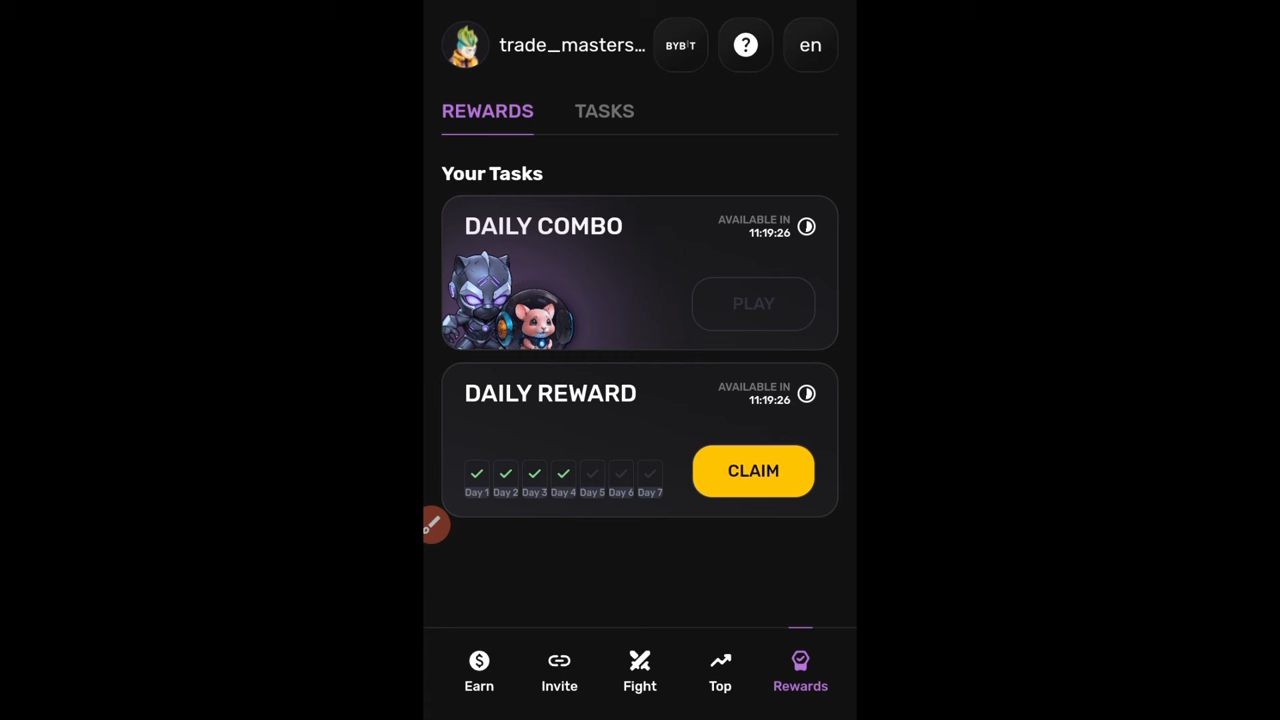 trade_masters...
BYBIT
?
en
REWARDS
TASKS
Your Tasks
DAILY COMBO
AVAILABLE IN
11:19:26
PLAY
DAILY REWARD
AVAILABLE IN
11:19:26
Day 1 Day 2 Day 3 Day 4 Day 5 Day 6 Day 7
CLAIM
Earn
Invite
Fight
Top
Rewards